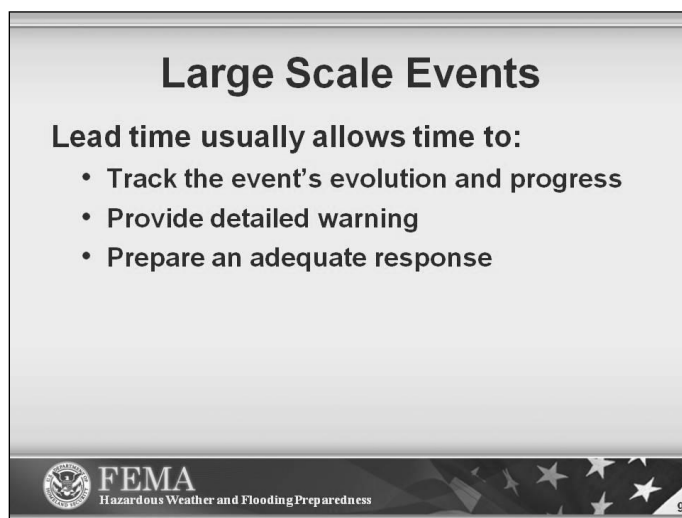 Large Scale Events
Lead time usually allows time to:
• Track the event's evolution and progress
• Provide detailed warning
• Prepare an adequate response
FEMA
Hazardous Weather and Flooding Preparedness
9